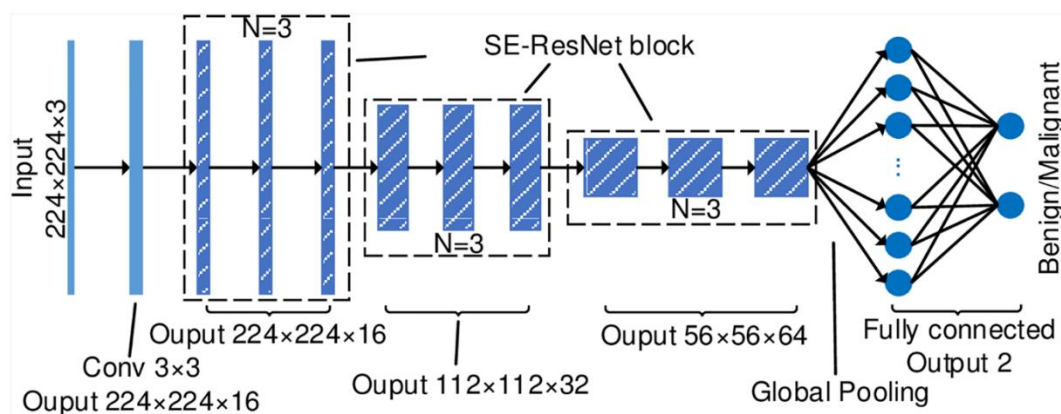 N=3
SE-ResNet block
Input
224×224×3
N=3
N=3
Benign/Malignant
Conv 3×3
Ouput 224×224×16
Ouput 224×224×16
Ouput 112×112×32
Ouput 56×56×64
Global Pooling
Fully connected
Output 2
...